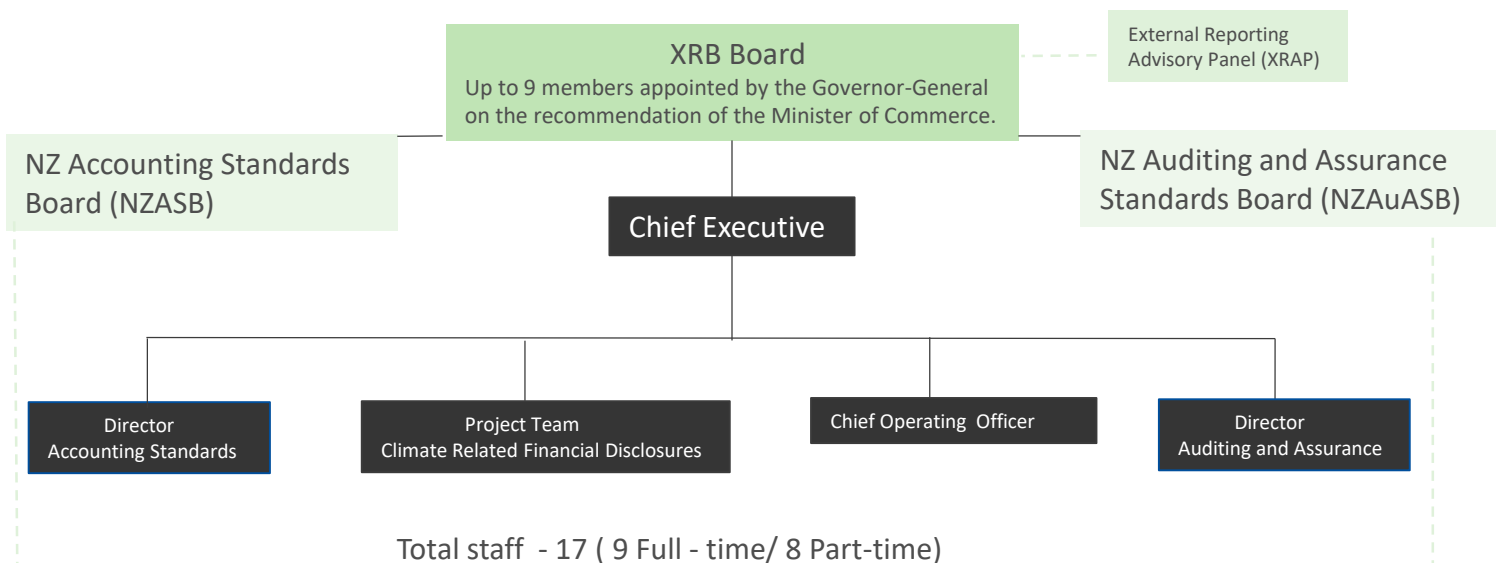 XRB Board
Up to 9 members appointed by the Governor-General
on the recommendation of the Minister of Commerce.
External Reporting
Advisory Panel (XRAP)
NZ Accounting Standards
Board (NZASB)
NZ Auditing and Assurance
Standards Board (NZAuASB)
Chief Executive
Director
Accounting Standards
Project Team
Climate Related Financial Disclosures
Chief Operating Officer
Director
Auditing and Assurance
Total staff - 17 ( 9 Full - time/ 8 Part-time)